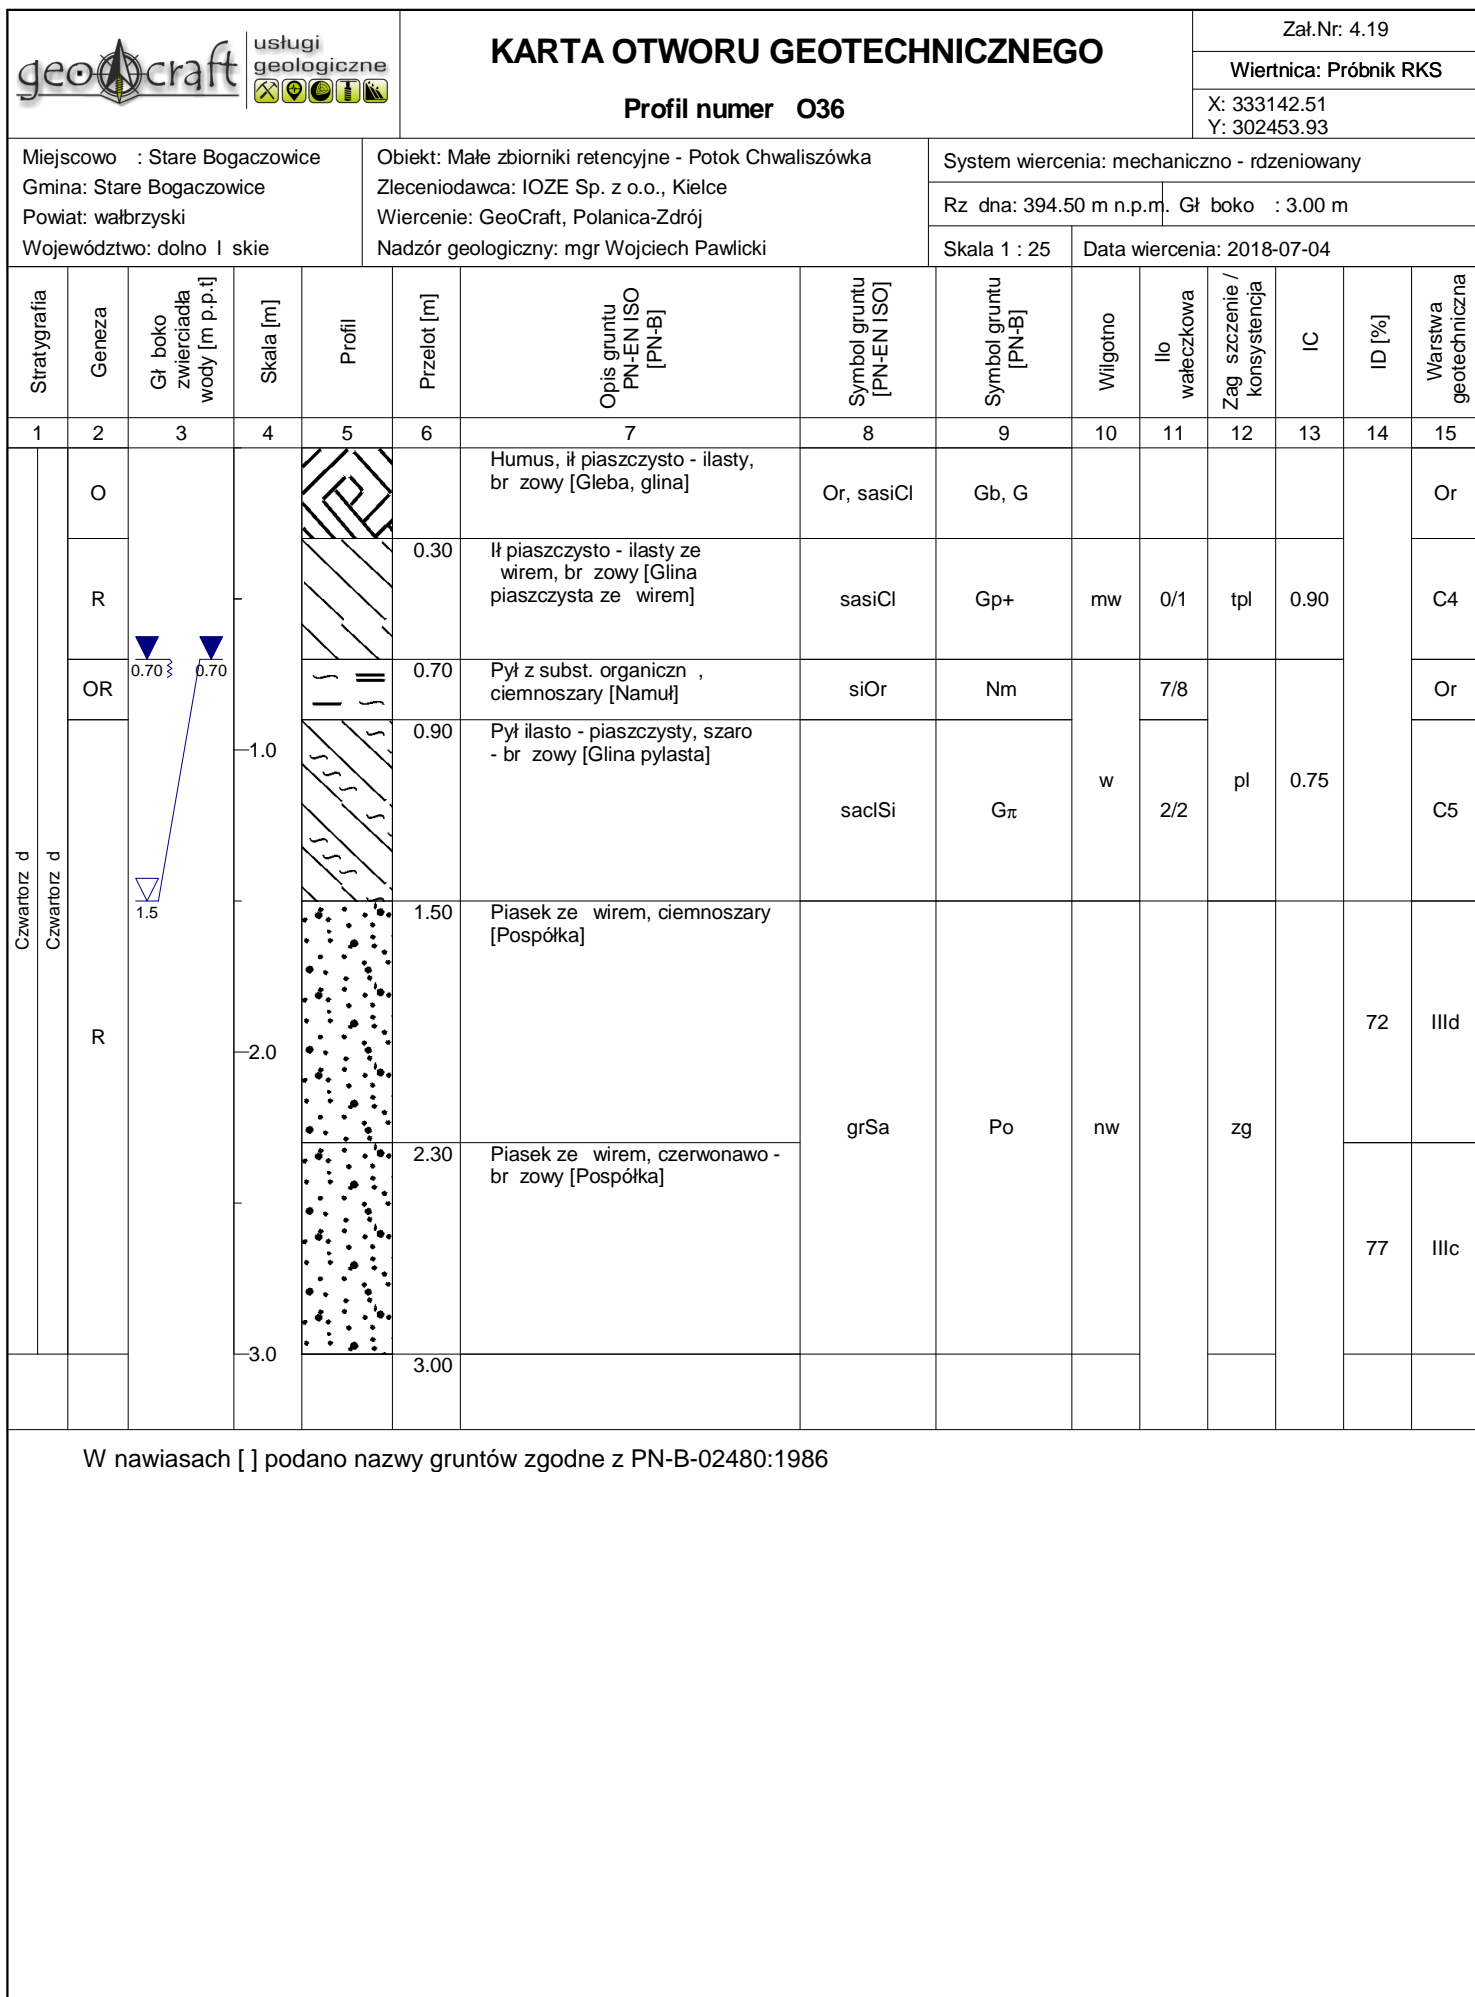 geocraft
usługi
geologiczne
KARTA OTWORU GEOTECHNICZNEGO
Profil numer O36
Zał.Nr: 4.19
Wiertnica: Próbnik RKS
X: 333142.51
Y: 302453.93
Miejscowo : Stare Bogaczowice
Gmina: Stare Bogaczowice
Powiat: wałbrzyski
Województwo: dolno l skie
Obiekt: Małe zbiorniki retencyjne - Potok Chwaliszówka
Zleceniodawca: IOZE Sp. z o.o., Kielce
Wiercenie: GeoCraft, Polanica-Zdrój
Nadzór geologiczny: mgr Wojciech Pawlicki
System wiercenia: mechaniczno - rdzeniowany
Rz dna: 394.50 m n.p.m. Gł boko : 3.00 m
Skala 1 : 25 Data wiercenia: 2018-07-04
Stratygrafia
Geneza
Gł boko
zwierciadła
wody [m p.p.t]
Skala [m]
Profil
Przelot [m]
Opis gruntu
PN-EN ISO
[PN-B]
Symbol gruntu
[PN-EN ISO]
Symbol gruntu
[PN-B]
Wilgotno
Ilo
wałeczkowa
Zag szczenie /
konsystencja
IC
ID [%]
Warstwa
geotechniczna
1 2 3 4 5 6 7 8 9 10 11 12 13 14 15
Czwartorz d
Czwartorz d
O
Humus, ił piaszczysto - ilasty,
br zowy [Gleba, glina]
Or, sasiCl Gb, G Or
R
0.30 Ił piaszczysto - ilasty ze
wirem, br zowy [Glina
piaszczysta ze wirem]
sasiCl Gp+ mw 0/1 tpl 0.90 C4
0.70 0.70
OR
0.70 Pył z subst. organiczn ,
ciemnoszary [Namuł]
siOr Nm 7/8 Or
0.90 Pył ilasto - piaszczysty, szaro
- br zowy [Glina pylasta]
1.0
saclSi Gπ w 2/2 pl 0.75 C5
1.5
1.50 Piasek ze wirem, ciemnoszary
[Pospółka]
R
2.0
72 IIId
grSa Po nw zg
2.30 Piasek ze wirem, czerwonawo -
br zowy [Pospółka]
77 IIIc
3.0
3.00
W nawiasach [ ] podano nazwy gruntów zgodne z PN-B-02480:1986